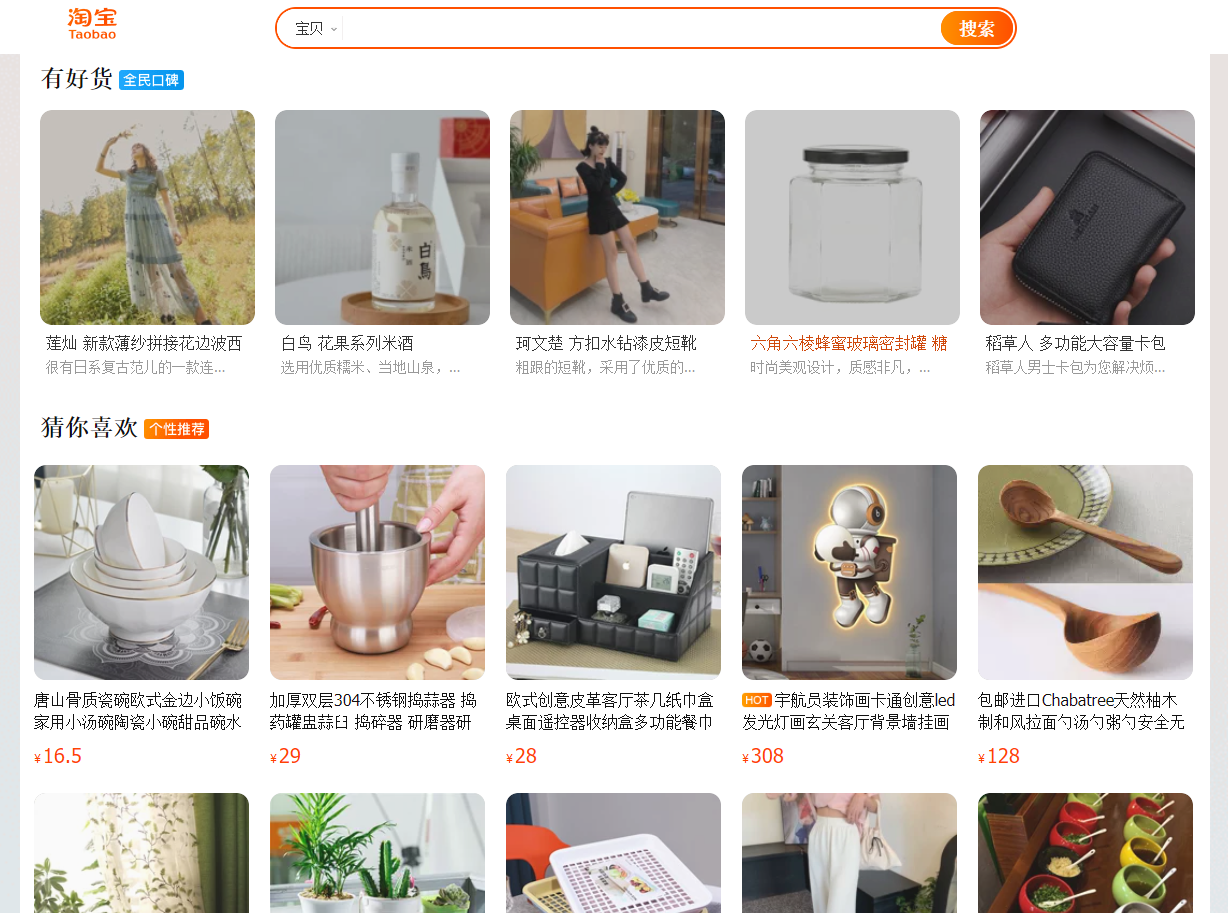 淘宝
Taobao
宝贝
搜索
有好货 全民口碑
白鸟
莲灿 新款薄纱拼接花边波西
很有日系复古范儿的一款连...
白鸟 花果系列米酒
选用优质糯米、当地山泉，...
珂文楚 方扣水钻漆皮短靴
粗跟的短靴，采用了优质的...
六角六棱蜂蜜玻璃密封罐 糖
时尚美观设计，质感非凡，...
稻草人 多功能大容量卡包
稻草人男士卡包为您解决烦...
猜你喜欢 个性推荐
唐山骨质瓷碗欧式金边小饭碗
家用小汤碗陶瓷小碗甜品碗水
¥16.5
加厚双层304不锈钢捣蒜器 捣
药罐盅蒜臼 捣碎器 研磨器研
¥29
欧式创意皮革客厅茶几纸巾盒
桌面遥控器收纳盒多功能餐巾
¥28
HOT 宇航员装饰画卡通创意led
发光灯画玄关客厅背景墙挂画
¥308
包邮进口Chabatree天然柚木
制和风拉面勺汤勺粥勺安全无
¥128